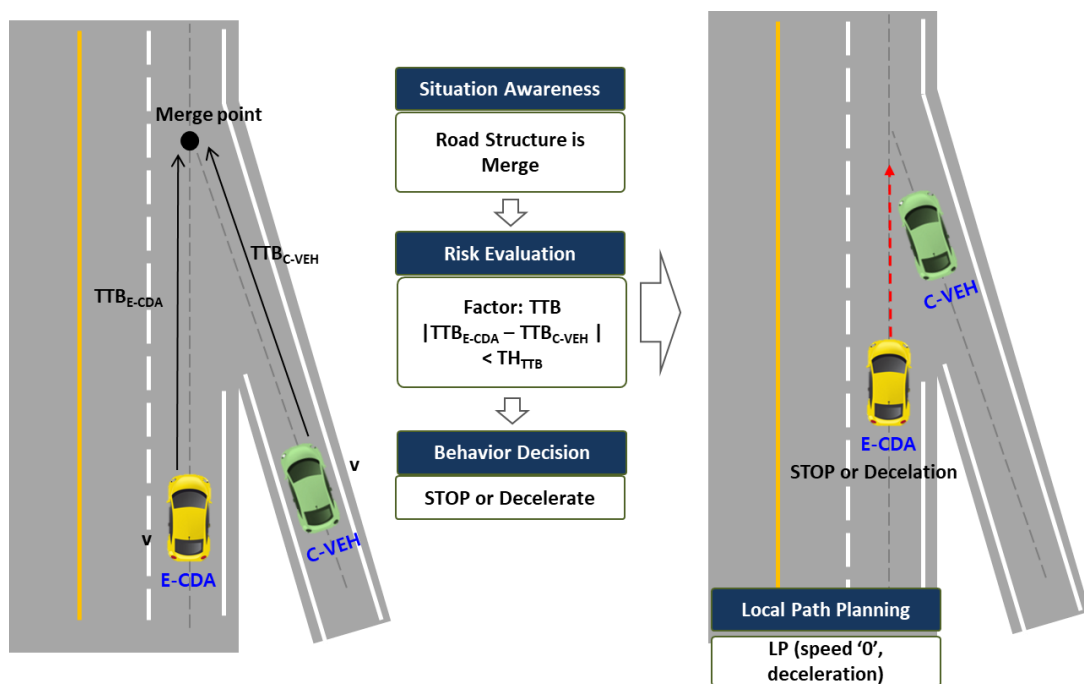 Merge point
TTB_E-CDA
TTB_C-VEH
v
E-CDA
v
C-VEH
Situation Awareness
Road Structure is
Merge
Risk Evaluation
Factor: TTB
|TTB_E-CDA – TTB_C-VEH |
< TH_TTB
Behavior Decision
STOP or Decelerate
C-VEH
E-CDA
STOP or Decelation
Local Path Planning
LP (speed ‘0’,
deceleration)